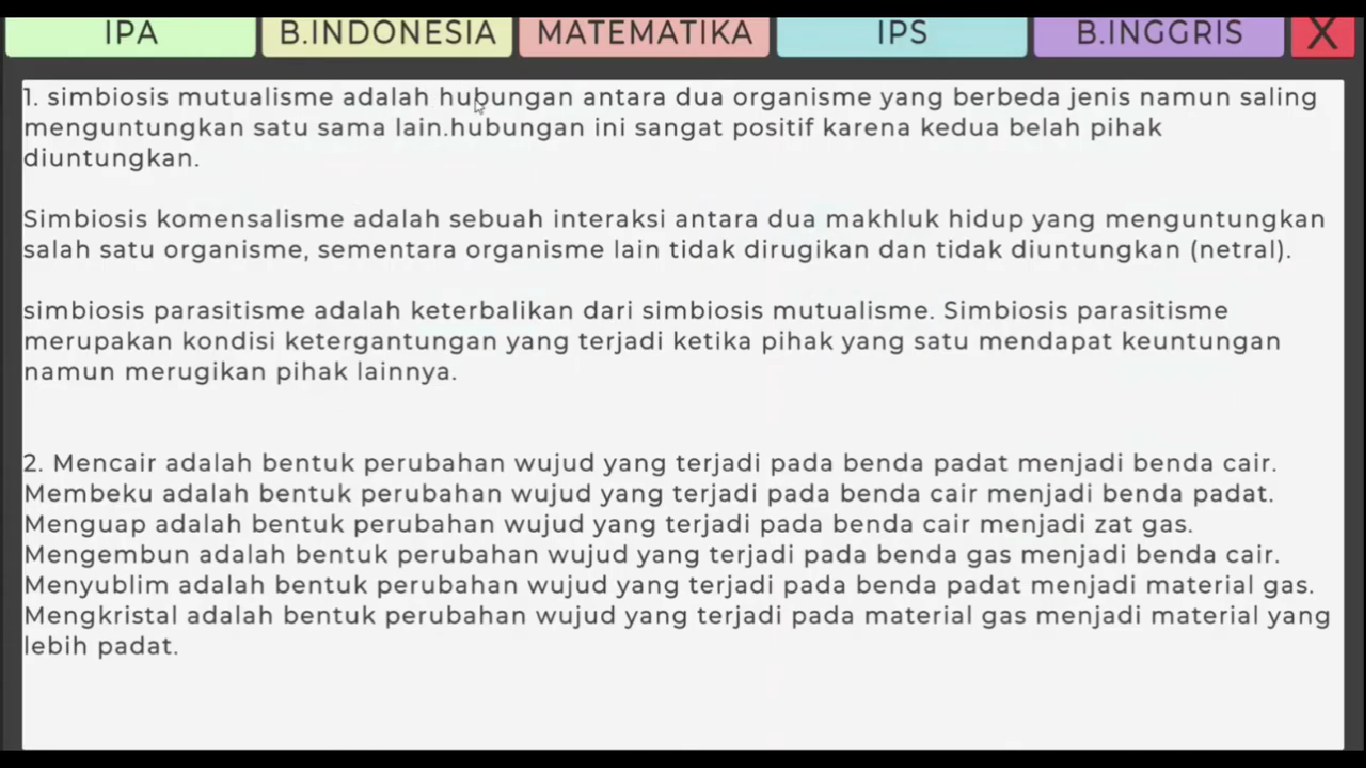 IPA B.INDONESIA MATEMATIKA IPS B.INGGRIS X
1. simbiosis mutualisme adalah hubungan antara dua organisme yang berbeda jenis namun saling
menguntungkan satu sama lain.hubungan ini sangat positif karena kedua belah pihak
diuntungkan.
Simbiosis komensalisme adalah sebuah interaksi antara dua makhluk hidup yang menguntungkan
salah satu organisme, sementara organisme lain tidak dirugikan dan tidak diuntungkan (netral).
simbiosis parasitisme adalah keterbalikan dari simbiosis mutualisme. Simbiosis parasitisme
merupakan kondisi ketergantungan yang terjadi ketika pihak yang satu mendapat keuntungan
namun merugikan pihak lainnya.
2. Mencair adalah bentuk perubahan wujud yang terjadi pada benda padat menjadi benda cair.
Membeku adalah bentuk perubahan wujud yang terjadi pada benda cair menjadi benda padat.
Menguap adalah bentuk perubahan wujud yang terjadi pada benda cair menjadi zat gas.
Mengembun adalah bentuk perubahan wujud yang terjadi pada benda gas menjadi benda cair.
Menyublim adalah bentuk perubahan wujud yang terjadi pada benda padat menjadi material gas.
Mengkristal adalah bentuk perubahan wujud yang terjadi pada material gas menjadi material yang
lebih padat.